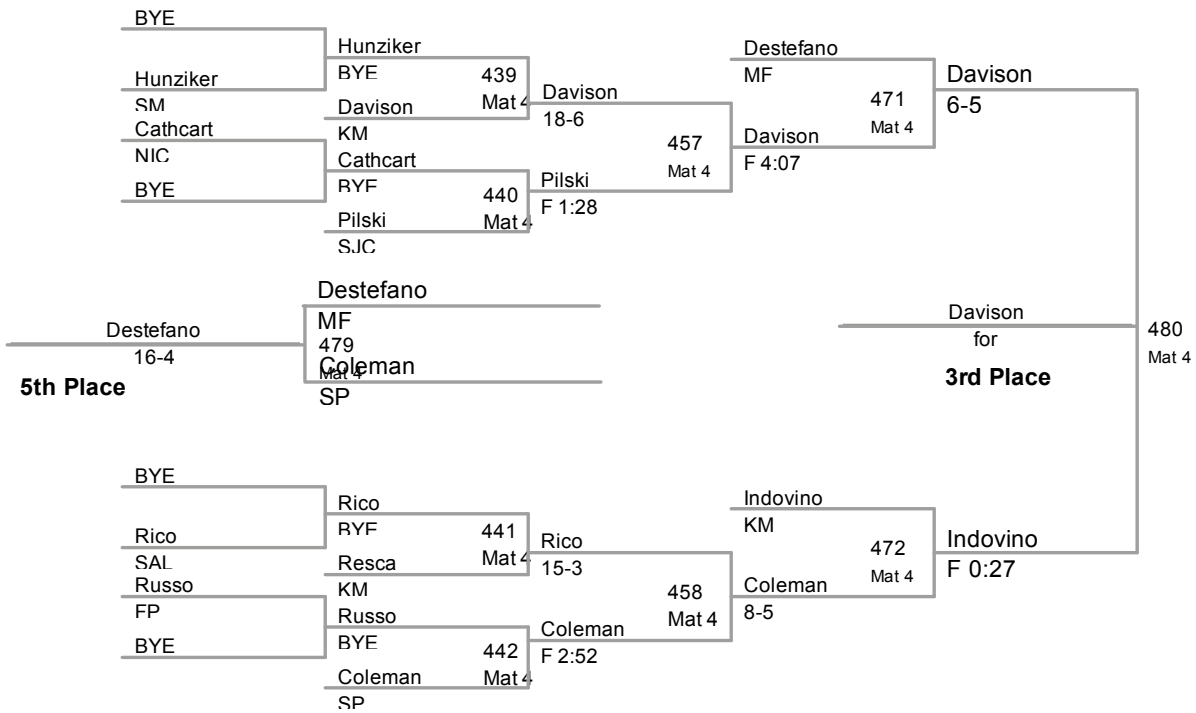 BYE
Hunziker
SM
Cathcart
NJC
BYE
Hunziker
BYE
439
Mat 4
Davison
KM
Cathcart
BYE
440
Mat 4
Pilski
SJC
Davison
18-6
Pilski
F 1:28
457
Mat 4
Destefano
MF
Davison
F 4:07
471
Mat 4
Davison
6-5
Destefano
MF
479
Mat 4
Coleman
SP
Destefano
16-4
5th Place
Davison
for
3rd Place
480
Mat 4
BYE
Rico
SAL
Russo
FP
BYE
Rico
BYE
441
Mat 4
Resca
KM
Russo
BYE
442
Mat 4
Coleman
SP
Rico
15-3
Coleman
F 2:52
458
Mat 4
Indovino
KM
Coleman
8-5
472
Mat 4
Indovino
F 0:27